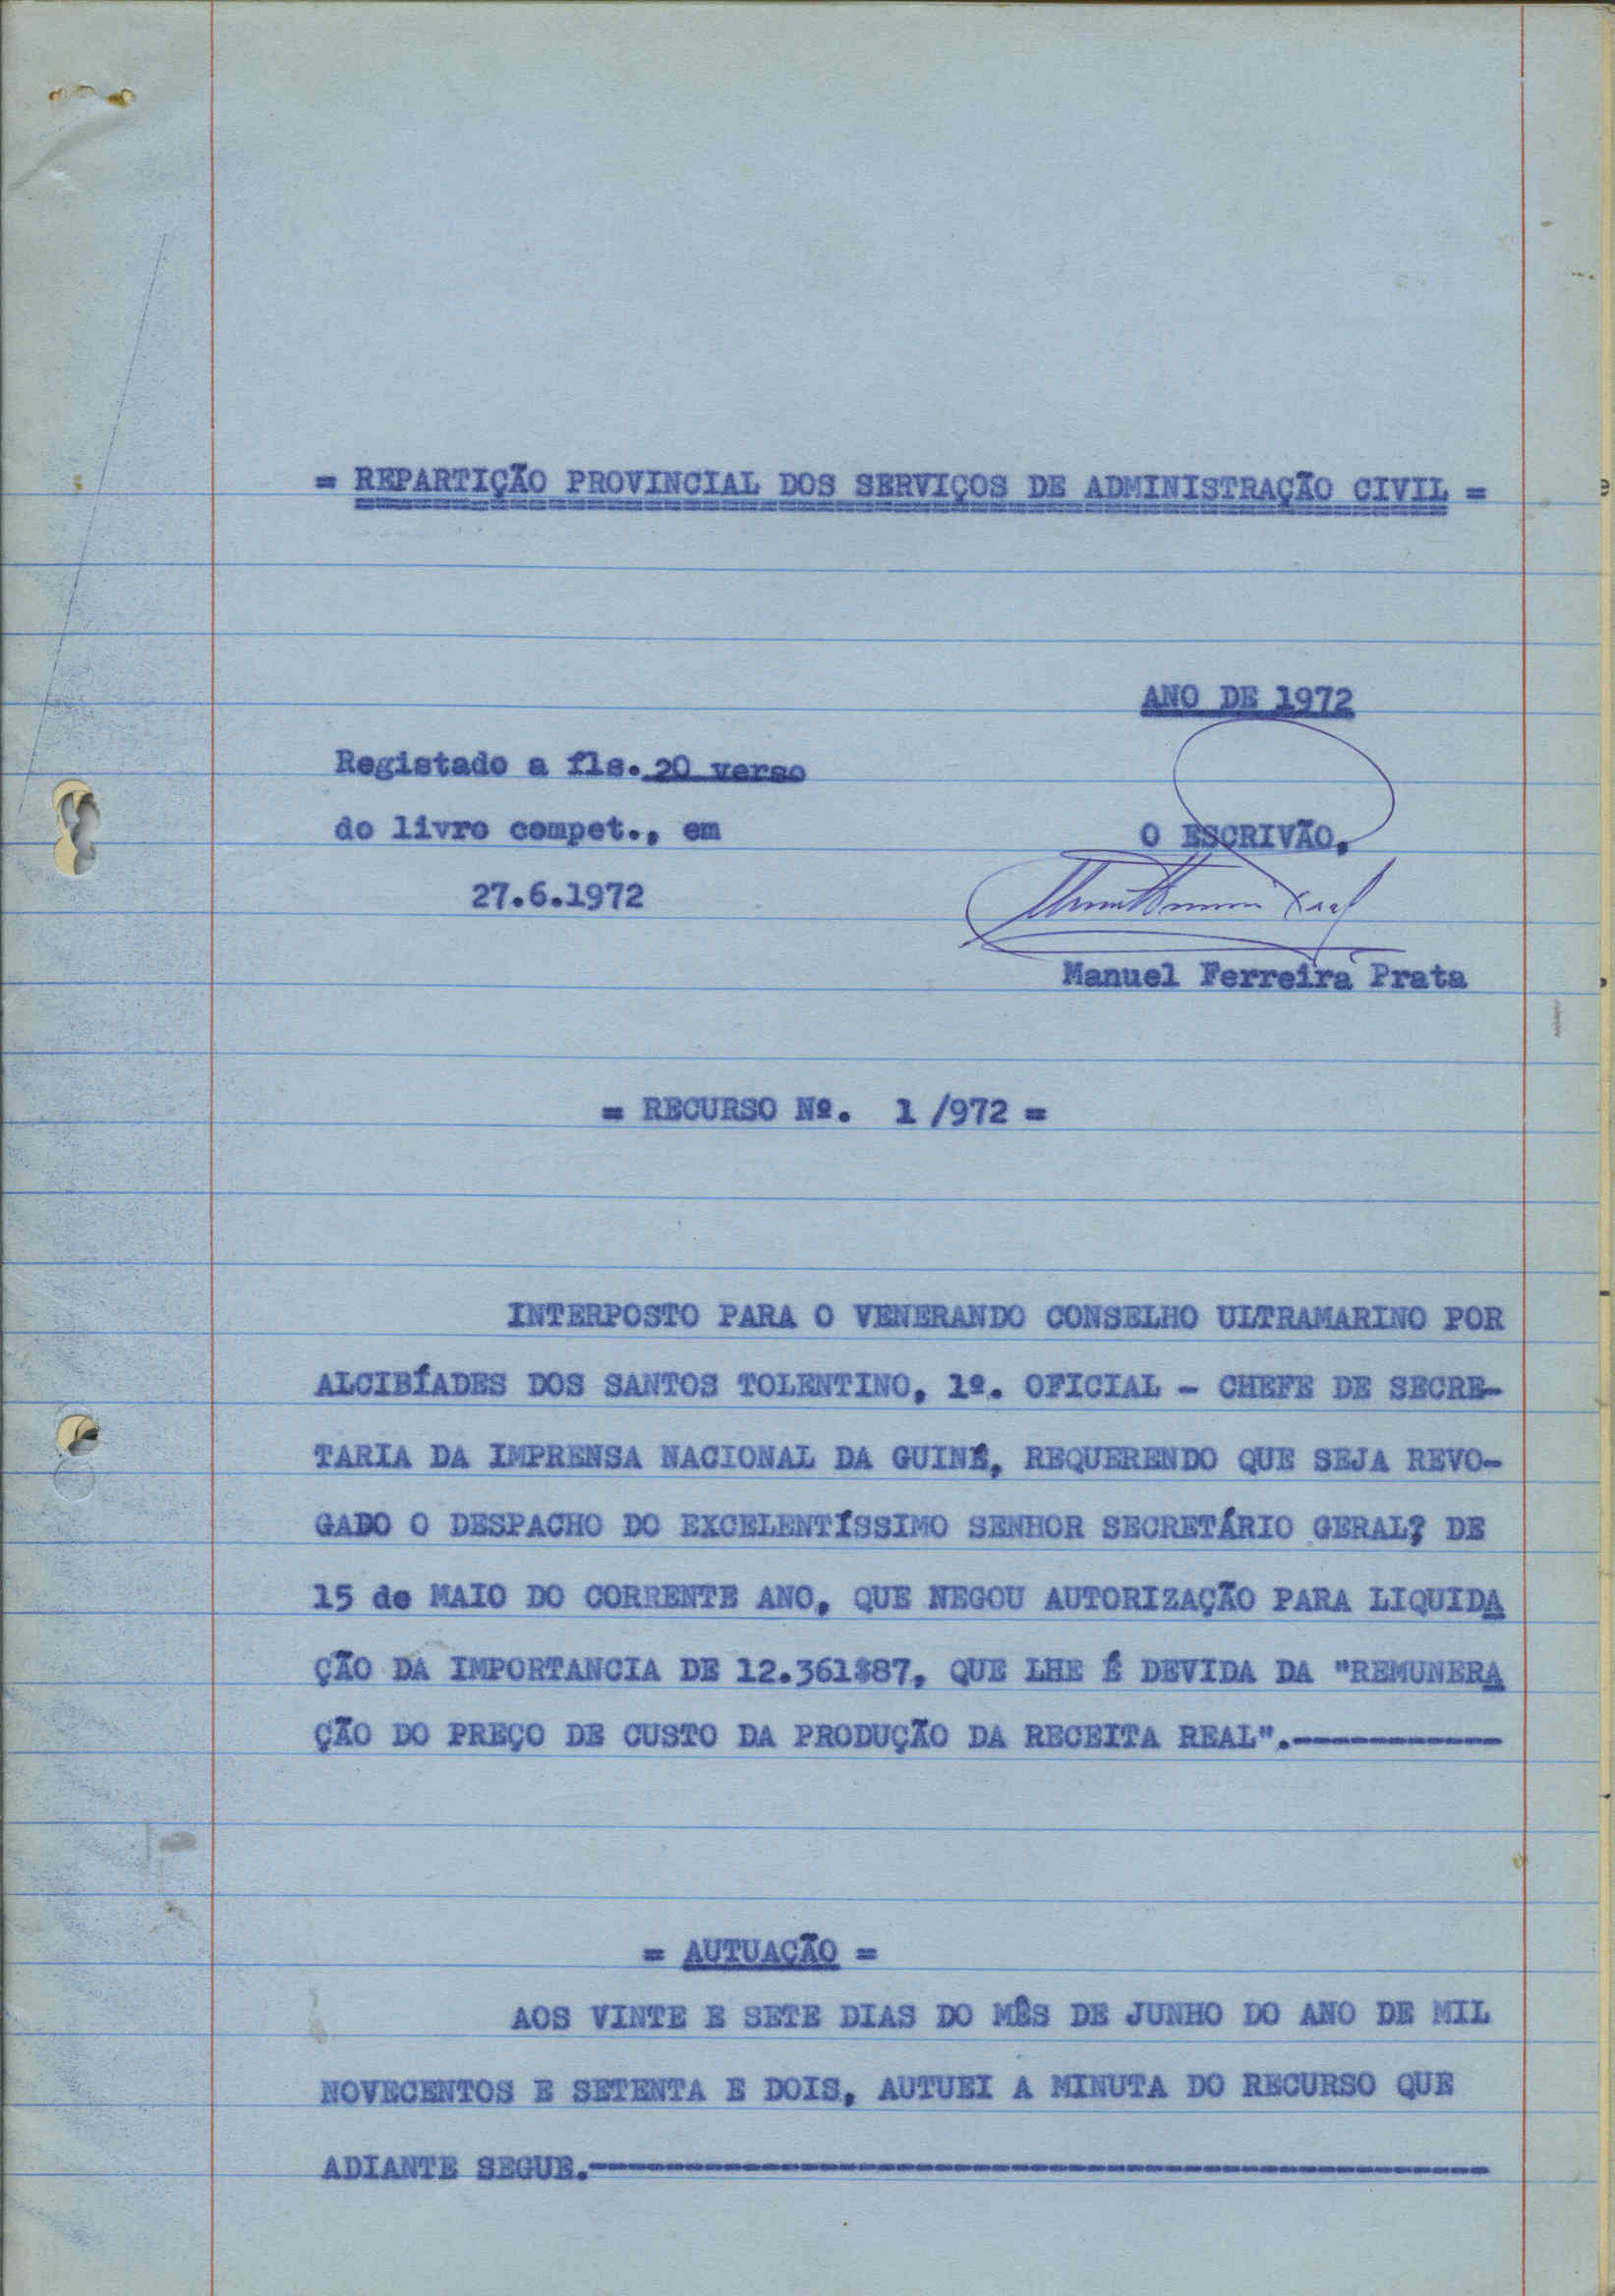 = REPARTIÇÃO PROVINCIAL DOS SERVIÇOS DE ADMINISTRAÇÃO CIVIL =
ANO DE 1972
Registado a fls. 20 verso
do livro compet., em
27.6.1972
O ESCRIVÃO,
Manuel Ferreira Prata
= RECURSO Nº. 1 /972 =
INTERPOSTO PARA O VENERANDO CONSELHO ULTRAMARINO POR
ALCIBÍADES DOS SANTOS TOLENTINO, 1º. OFICIAL - CHEFE DE SECRE-
TARIA DA IMPRENSA NACIONAL DA GUINÉ, REQUERENDO QUE SEJA REVO-
GADO O DESPACHO DO EXCELENTÍSSIMO SENHOR SECRETÁRIO GERAL? DE
15 de MAIO DO CORRENTE ANO, QUE NEGOU AUTORIZAÇÃO PARA LIQUIDA
ÇÃO DA IMPORTANCIA DE 12.361$87, QUE LHE É DEVIDA DA "REMUNERA
ÇÃO DO PREÇO DE CUSTO DA PRODUÇÃO DA RECEITA REAL".-----------
= AUTUAÇÃO =
AOS VINTE E SETE DIAS DO MÊS DE JUNHO DO ANO DE MIL
NOVECENTOS E SETENTA E DOIS, AUTUEI A MINUTA DO RECURSO QUE
ADIANTE SEGUE.-----------------------------------------------